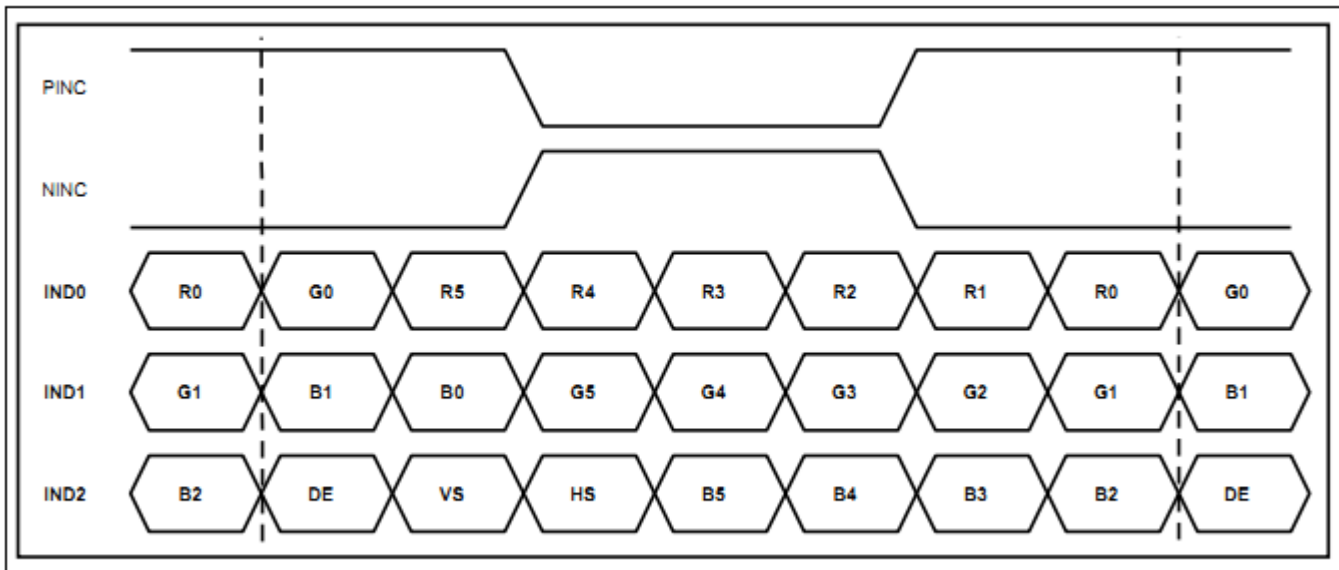 PINC
NINC
IND0 R0 G0 R5 R4 R3 R2 R1 R0 G0
IND1 G1 B1 B0 G5 G4 G3 G2 G1 B1
IND2 B2 DE VS HS B5 B4 B3 B2 DE